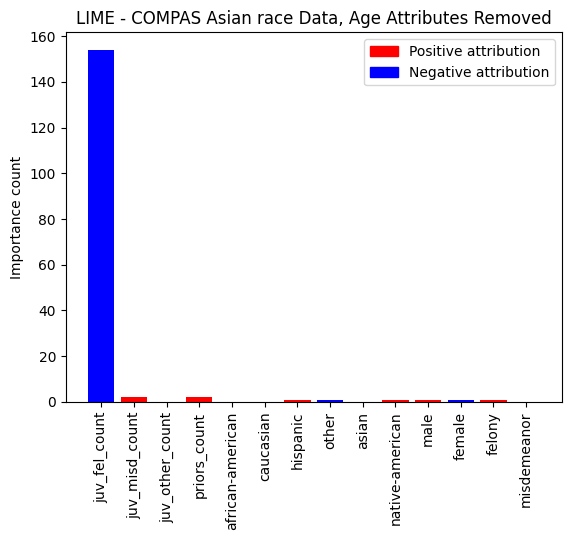 LIME - COMPAS Asian race Data, Age Attributes Removed
Positive attribution
Negative attribution
Importance count
160
140
120
100
80
60
40
20
0
juv_fel_count
juv_misd_count
juv_other_count
priors_count
african-american
caucasian
hispanic
other
asian
native-american
male
female
felony
misdemeanor